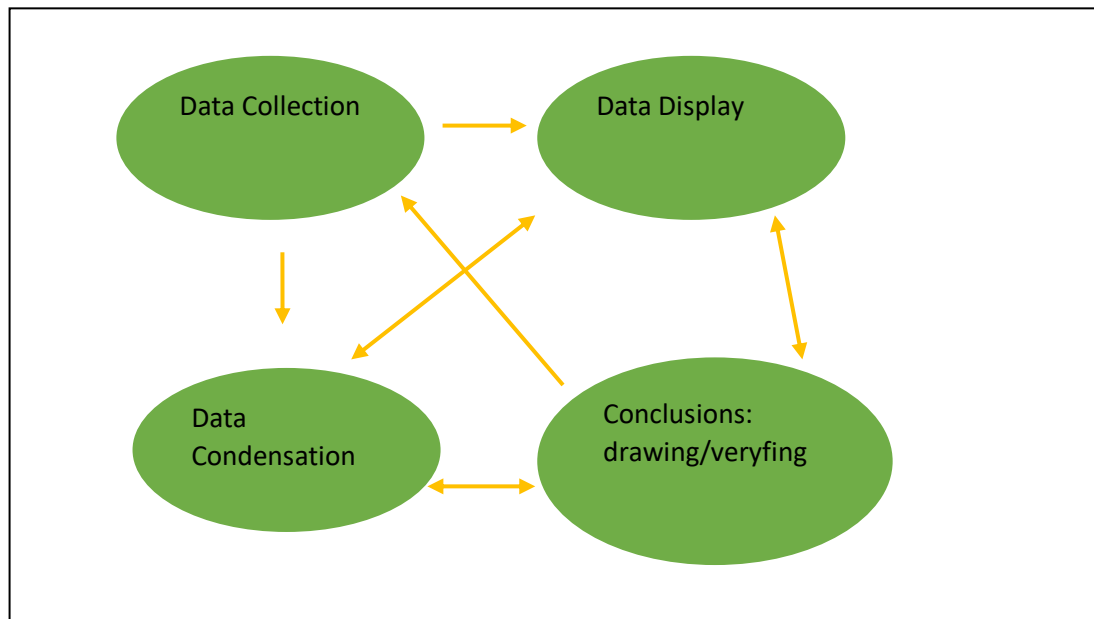 Data Collection
Data Display
Data
Condensation
Conclusions:
drawing/veryfing